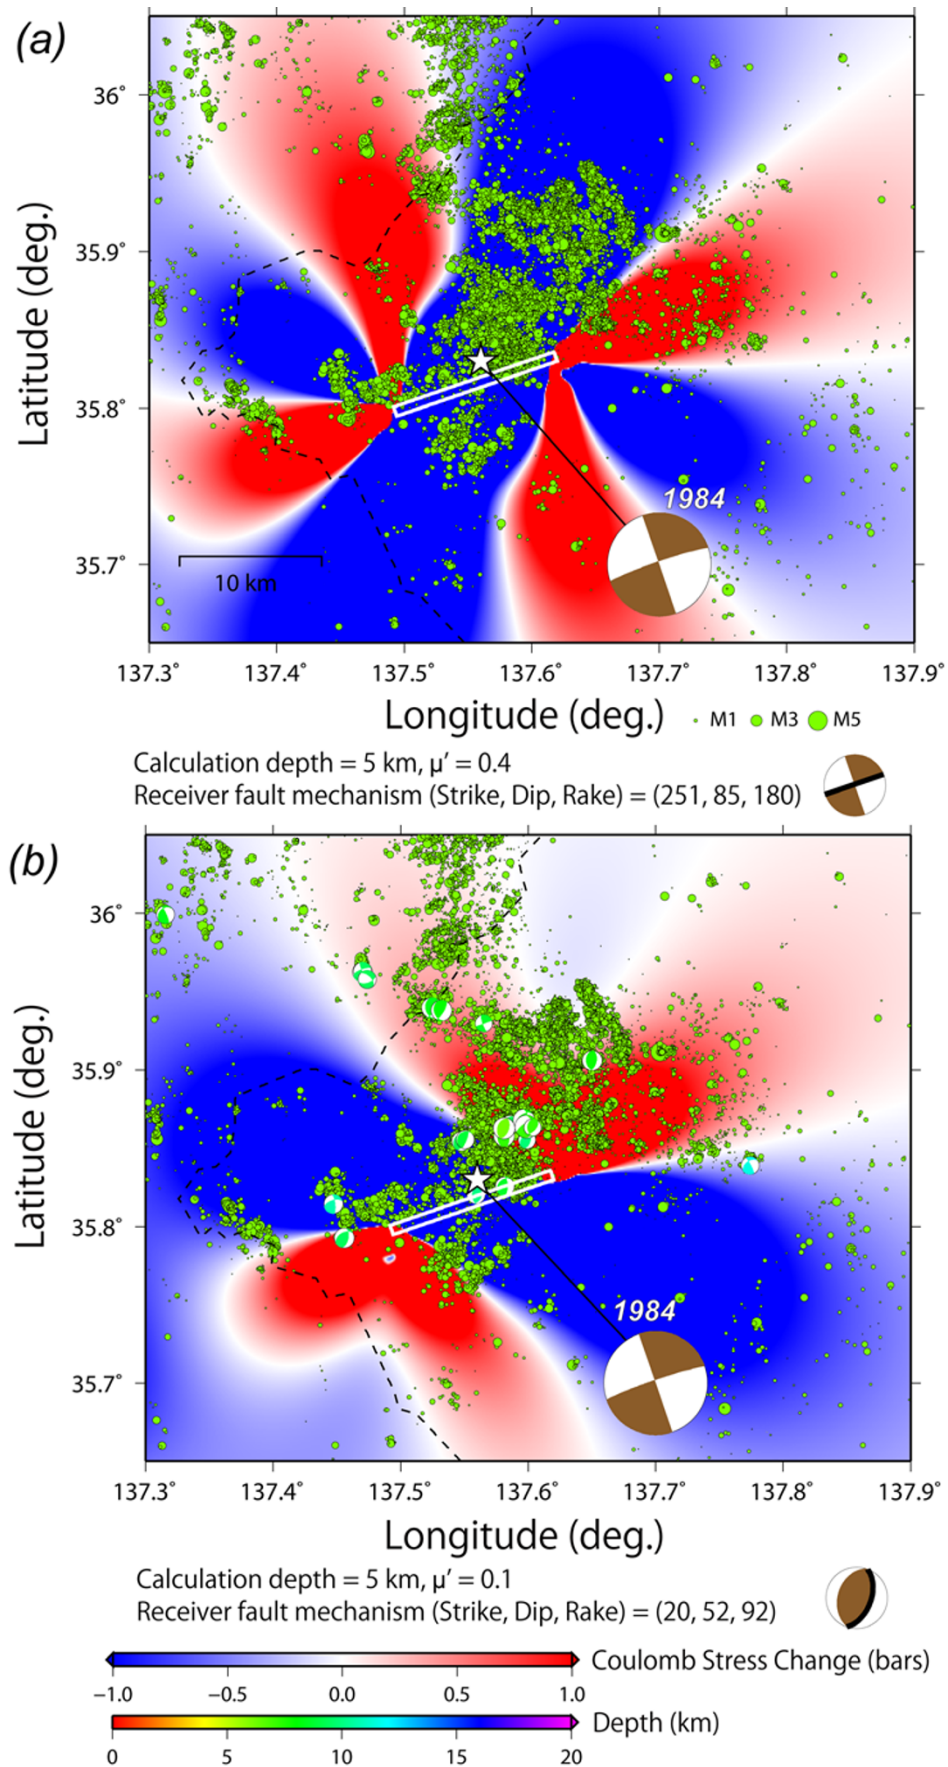 (a)
36°
35.9°
35.8°
35.7°
Latitude (deg.)
1984
10 km
137.3° 137.4° 137.5° 137.6° 137.7° 137.8° 137.9°
Longitude (deg.)
M1 M3 M5
Calculation depth = 5 km, μ′ = 0.4
Receiver fault mechanism (Strike, Dip, Rake) = (251, 85, 180)
(b)
36°
35.9°
35.8°
35.7°
Latitude (deg.)
1984
137.3° 137.4° 137.5° 137.6° 137.7° 137.8° 137.9°
Longitude (deg.)
Calculation depth = 5 km, μ′ = 0.1
Receiver fault mechanism (Strike, Dip, Rake) = (20, 52, 92)
Coulomb Stress Change (bars)
−1.0 −0.5 0.0 0.5 1.0
Depth (km)
0 5 10 15 20